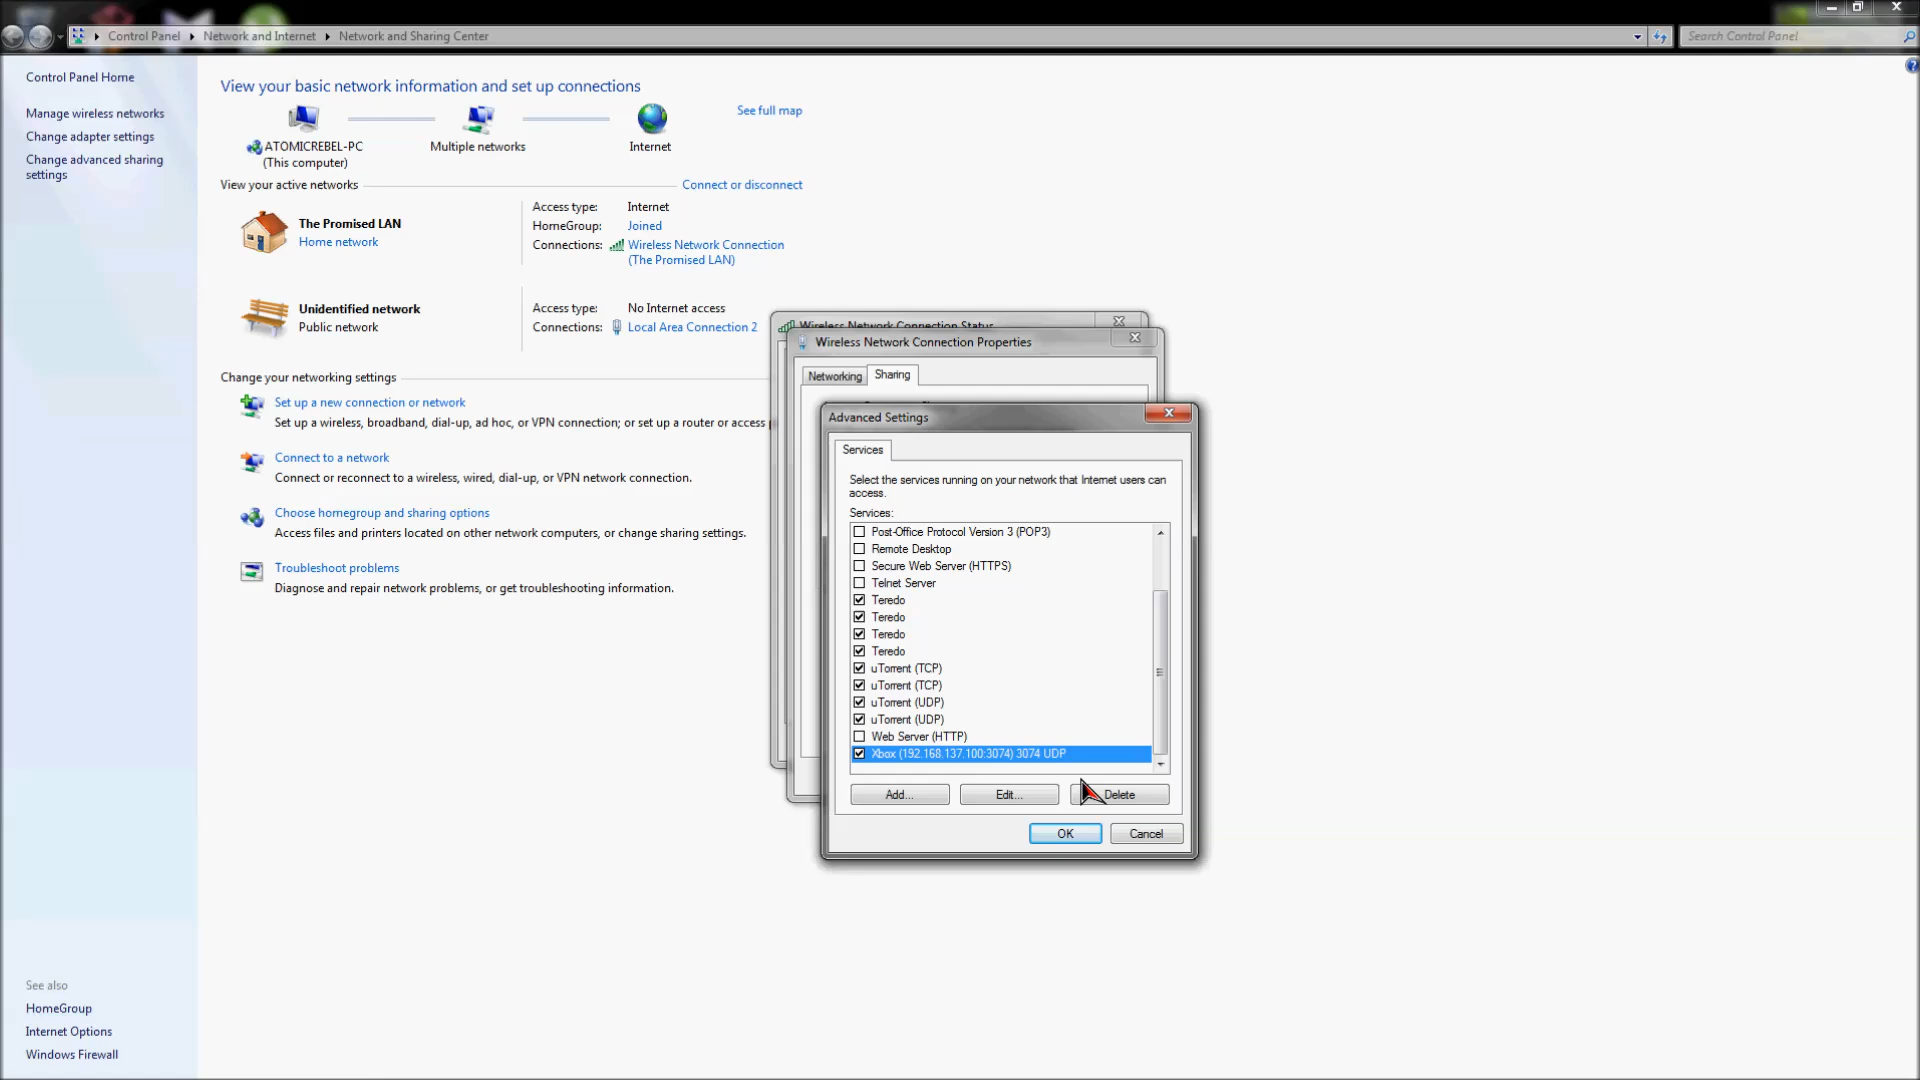 Control Panel
Network and Internet
Network and Sharing Center
Search Control Panel
Control Panel Home
Manage wireless networks
Change adapter settings
Change advanced sharing
settings
See also
HomeGroup
Internet Options
Windows Firewall
View your basic network information and set up connections
See full map
ATOMICREBEL-PC
(This computer)
Multiple networks
Internet
View your active networks
Connect or disconnect
The Promised LAN
Home network
Access type: Internet
HomeGroup: Joined
Connections: Wireless Network Connection
(The Promised LAN)
Unidentified network
Public network
Access type: No Internet access
Connections: Local Area Connection 2
Change your networking settings
Set up a new connection or network
Set up a wireless, broadband, dial-up, ad hoc, or VPN connection; or set up a router or access
Connect to a network
Connect or reconnect to a wireless, wired, dial-up, or VPN network connection.
Choose homegroup and sharing options
Access files and printers located on other network computers, or change sharing settings.
Troubleshoot problems
Diagnose and repair network problems, or get troubleshooting information.
Wireless Network Connection Status
Wireless Network Connection Properties
Networking
Sharing
Advanced Settings
Services
Select the services running on your network that Internet users can
access.
Services:
Post-Office Protocol Version 3 (POP3)
Remote Desktop
Secure Web Server (HTTPS)
Telnet Server
Teredo
Teredo
Teredo
Teredo
uTorrent (TCP)
uTorrent (TCP)
uTorrent (UDP)
uTorrent (UDP)
Web Server (HTTP)
Xbox (192.168.137.100:3074) 3074 UDP
Add...
Edit...
Delete
OK
Cancel